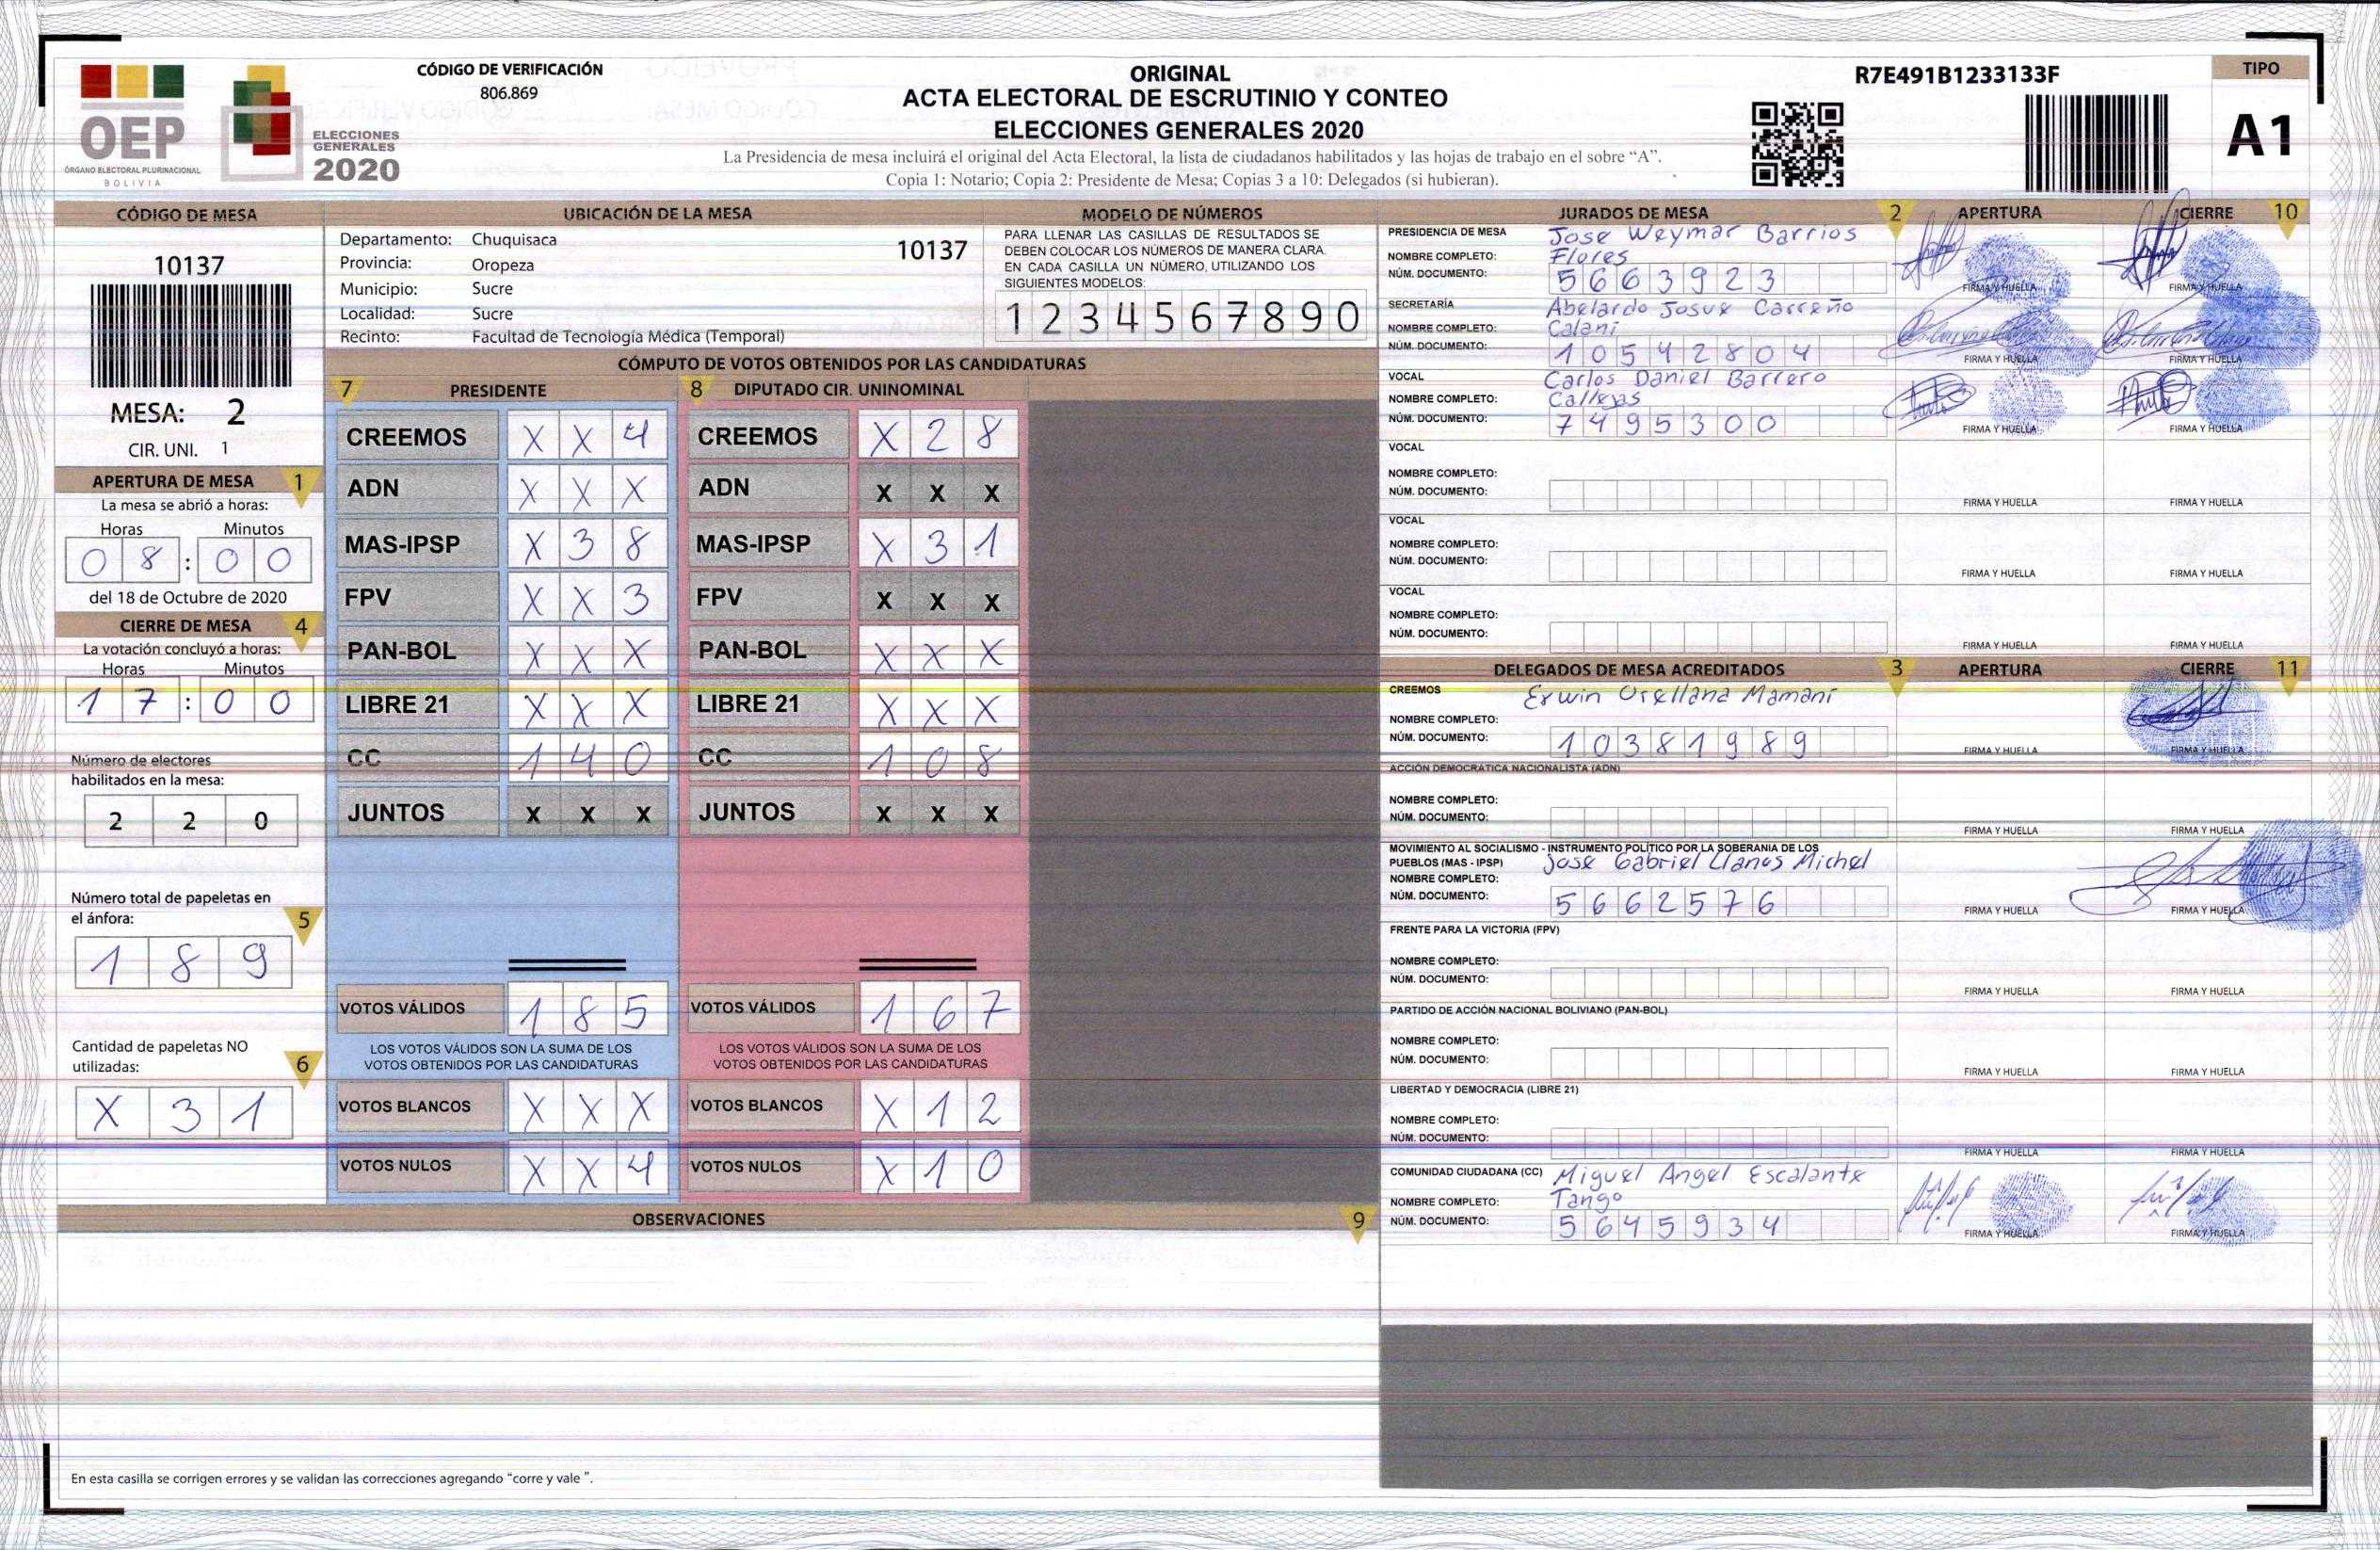 CÓDIGO DE VERIFICACIÓN
806.869
OEP
ÓRGANO ELECTORAL PLURINACIONAL
BOLIVIA
ELECCIONES
GENERALES
2020
ORIGINAL
ACTA ELECTORAL DE ESCRUTINIO Y CONTEO
ELECCIONES GENERALES 2020
La Presidencia de mesa incluirá el original del Acta Electoral, la lista de ciudadanos habilitados y las hojas de trabajo en el sobre “A”.
Copia 1: Notario; Copia 2: Presidente de Mesa; Copias 3 a 10: Delegados (si hubieran).
R7E491B1233133F
TIPO
A1
CÓDIGO DE MESA
10137
MESA: 2
CIR. UNI. 1
APERTURA DE MESA 1
La mesa se abrió a horas:
Horas Minutos
0 8 : 0 0
del 18 de Octubre de 2020
CIERRE DE MESA 4
La votación concluyó a horas:
Horas Minutos
1 7 : 0 0
Número de electores
habilitados en la mesa:
2 2 0
Número total de papeletas en
el ánfora: 5
1 8 9
Cantidad de papeletas NO
utilizadas: 6
X 3 1
UBICACIÓN DE LA MESA
Departamento: Chuquisaca 10137
Provincia: Oropeza
Municipio: Sucre
Localidad: Sucre
Recinto: Facultad de Tecnología Médica (Temporal)
MODELO DE NÚMEROS
PARA LLENAR LAS CASILLAS DE RESULTADOS SE
DEBEN COLOCAR LOS NÚMEROS DE MANERA CLARA.
EN CADA CASILLA UN NÚMERO, UTILIZANDO LOS
SIGUIENTES MODELOS:
1 2 3 4 5 6 7 8 9 0
CÓMPUTO DE VOTOS OBTENIDOS POR LAS CANDIDATURAS
7 PRESIDENTE 8 DIPUTADO CIR. UNINOMINAL
CREEMOS X X 4 CREEMOS X 2 8
ADN X X X ADN X X X
MAS-IPSP X 3 8 MAS-IPSP X 3 1
FPV X X 3 FPV X X X
PAN-BOL X X X PAN-BOL X X X
LIBRE 21 X X X LIBRE 21 X X X
CC 1 4 0 CC 1 0 8
JUNTOS X X X JUNTOS X X X
VOTOS VÁLIDOS 1 8 5 VOTOS VÁLIDOS 1 6 7
LOS VOTOS VÁLIDOS SON LA SUMA DE LOS LOS VOTOS VÁLIDOS SON LA SUMA DE LOS
VOTOS OBTENIDOS POR LAS CANDIDATURAS VOTOS OBTENIDOS POR LAS CANDIDATURAS
VOTOS BLANCOS X X X VOTOS BLANCOS X 1 2
VOTOS NULOS X X 4 VOTOS NULOS X 1 0
OBSERVACIONES 9
En esta casilla se corrigen errores y se validan las correcciones agregando “corre y vale ”.
JURADOS DE MESA 2 APERTURA CIERRE 10
PRESIDENCIA DE MESA Jose Weymar Barrios
NOMBRE COMPLETO: Flores
NÚM. DOCUMENTO: 5 6 6 3 9 2 3 FIRMA Y HUELLA FIRMA Y HUELLA
SECRETARÍA Abelardo Josue Carreño
NOMBRE COMPLETO: Calani
NÚM. DOCUMENTO: 1 0 5 4 2 8 0 4 FIRMA Y HUELLA FIRMA Y HUELLA
VOCAL Carlos Daniel Barrero
NOMBRE COMPLETO: Callejas
NÚM. DOCUMENTO: 7 4 9 5 3 0 0 FIRMA Y HUELLA FIRMA Y HUELLA
VOCAL
NOMBRE COMPLETO:
NÚM. DOCUMENTO: FIRMA Y HUELLA FIRMA Y HUELLA
VOCAL
NOMBRE COMPLETO:
NÚM. DOCUMENTO: FIRMA Y HUELLA FIRMA Y HUELLA
VOCAL
NOMBRE COMPLETO:
NÚM. DOCUMENTO: FIRMA Y HUELLA FIRMA Y HUELLA
DELEGADOS DE MESA ACREDITADOS 3 APERTURA CIERRE 11
CREEMOS Erwin Orellana Mamani
NOMBRE COMPLETO:
NÚM. DOCUMENTO: 1 0 3 8 1 9 8 9 FIRMA Y HUELLA FIRMA Y HUELLA
ACCIÓN DEMOCRÁTICA NACIONALISTA (ADN)
NOMBRE COMPLETO:
NÚM. DOCUMENTO: FIRMA Y HUELLA FIRMA Y HUELLA
MOVIMIENTO AL SOCIALISMO - INSTRUMENTO POLÍTICO POR LA SOBERANIA DE LOS
PUEBLOS (MAS - IPSP) Jose Gabriel Llanos Michel
NOMBRE COMPLETO:
NÚM. DOCUMENTO: 5 6 6 2 5 7 6 FIRMA Y HUELLA FIRMA Y HUELLA
FRENTE PARA LA VICTORIA (FPV)
NOMBRE COMPLETO:
NÚM. DOCUMENTO: FIRMA Y HUELLA FIRMA Y HUELLA
PARTIDO DE ACCIÓN NACIONAL BOLIVIANO (PAN-BOL)
NOMBRE COMPLETO:
NÚM. DOCUMENTO: FIRMA Y HUELLA FIRMA Y HUELLA
LIBERTAD Y DEMOCRACIA (LIBRE 21)
NOMBRE COMPLETO:
NÚM. DOCUMENTO: FIRMA Y HUELLA FIRMA Y HUELLA
COMUNIDAD CIUDADANA (CC) Miguel Angel Escalante
NOMBRE COMPLETO: Tango
NÚM. DOCUMENTO: 5 6 4 5 9 3 4 FIRMA Y HUELLA FIRMA Y HUELLA